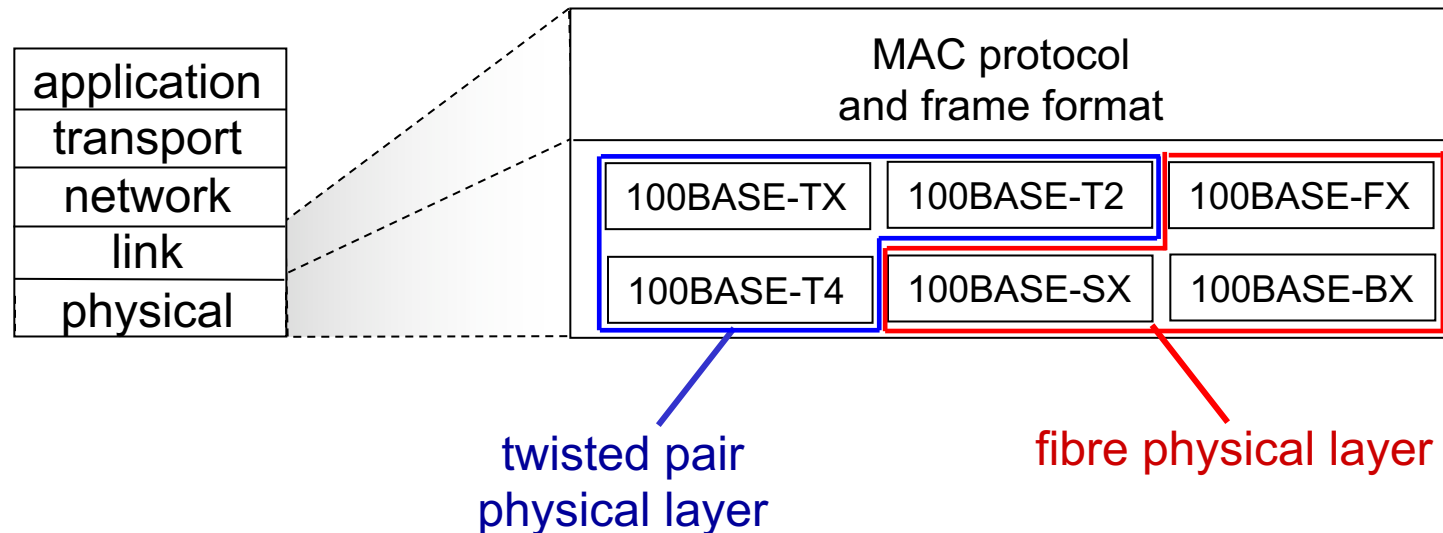 application
transport
network
link
physical
MAC protocol
and frame format
100BASE-TX
100BASE-T2
100BASE-FX
100BASE-T4
100BASE-SX
100BASE-BX
twisted pair
physical layer
fibre physical layer